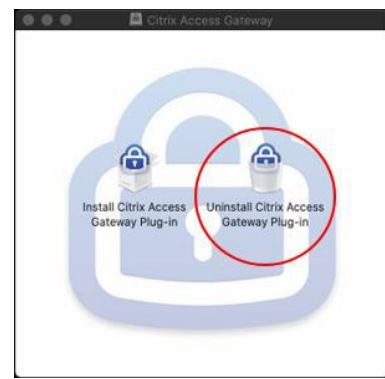 Citrix Access Gateway
Install Citrix Access
Gateway Plug-in
Uninstall Citrix Access
Gateway Plug-in